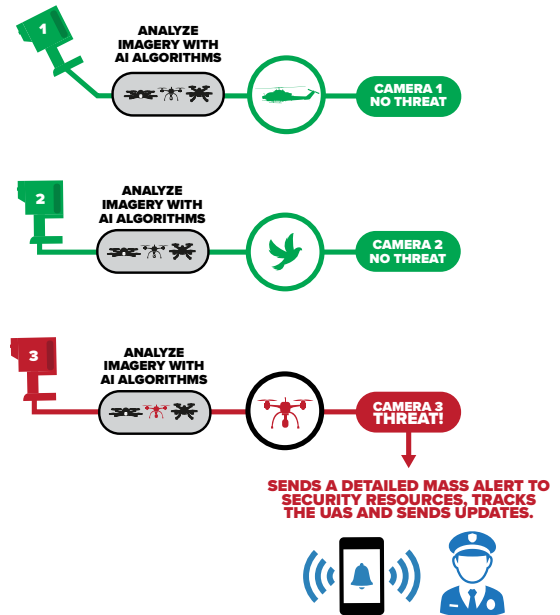 1
ANALYZE
IMAGERY WITH
AI ALGORITHMS
CAMERA 1
NO THREAT
2
ANALYZE
IMAGERY WITH
AI ALGORITHMS
CAMERA 2
NO THREAT
3
ANALYZE
IMAGERY WITH
AI ALGORITHMS
CAMERA 3
THREAT!
SENDS A DETAILED MASS ALERT TO
SECURITY RESOURCES, TRACKS
THE UAS AND SENDS UPDATES.